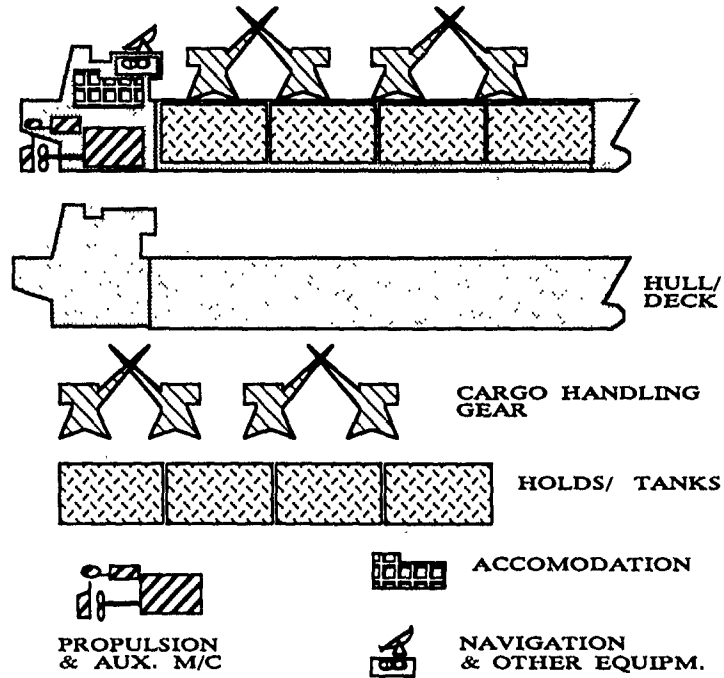 HULL/
DECK
CARGO HANDLING
GEAR
HOLDS/ TANKS
ACCOMODATION
PROPULSION
& AUX. M/C
NAVIGATION
& OTHER EQUIPM.